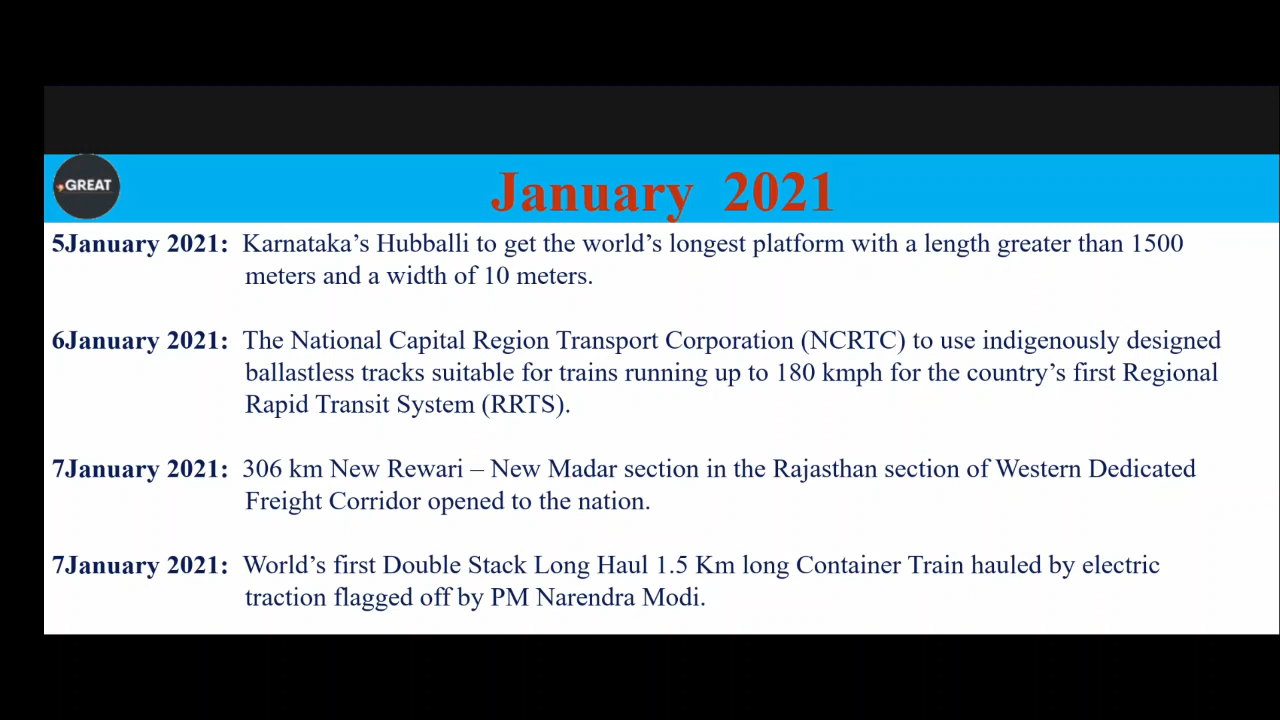 GREAT
January 2021
5January 2021: Karnataka’s Hubballi to get the world’s longest platform with a length greater than 1500
meters and a width of 10 meters.
6January 2021: The National Capital Region Transport Corporation (NCRTC) to use indigenously designed
ballastless tracks suitable for trains running up to 180 kmph for the country’s first Regional
Rapid Transit System (RRTS).
7January 2021: 306 km New Rewari – New Madar section in the Rajasthan section of Western Dedicated
Freight Corridor opened to the nation.
7January 2021: World’s first Double Stack Long Haul 1.5 Km long Container Train hauled by electric
traction flagged off by PM Narendra Modi.